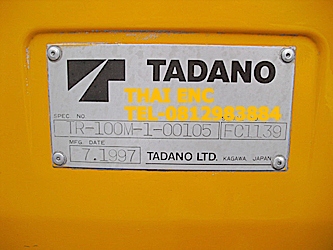 TADANO
THAI ENC
TEL-0812983884
SPEC NO
TR-100M-1-00105 FC1139
MFG. DATE
7.1997 TADANO LTD. KAGAWA, JAPAN